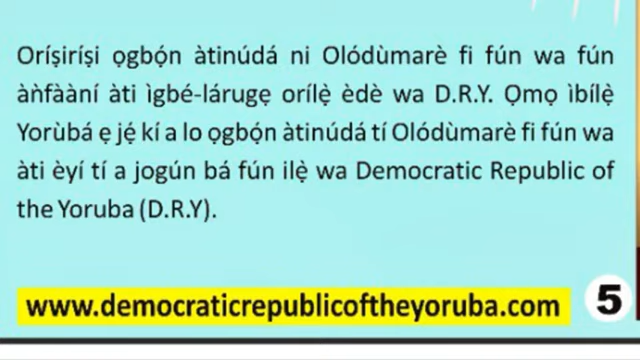 Oríṣiríṣi ọgbọ́n àtinúdá ni Olódùmarè fi fún wa fún
àǹfààní àti ìgbé-lárugẹ orílẹ̀ èdè wa D.R.Y. Ọmọ ìbílẹ̀
Yorùbá ẹ jẹ́ kí a lo ọgbọ́n àtinúdá tí Olódùmarè fi fún wa
àti èyí tí a jogún bá fún ilẹ̀ wa Democratic Republic of
the Yoruba (D.R.Y).
www.democraticrepublicoftheyoruba.com
5